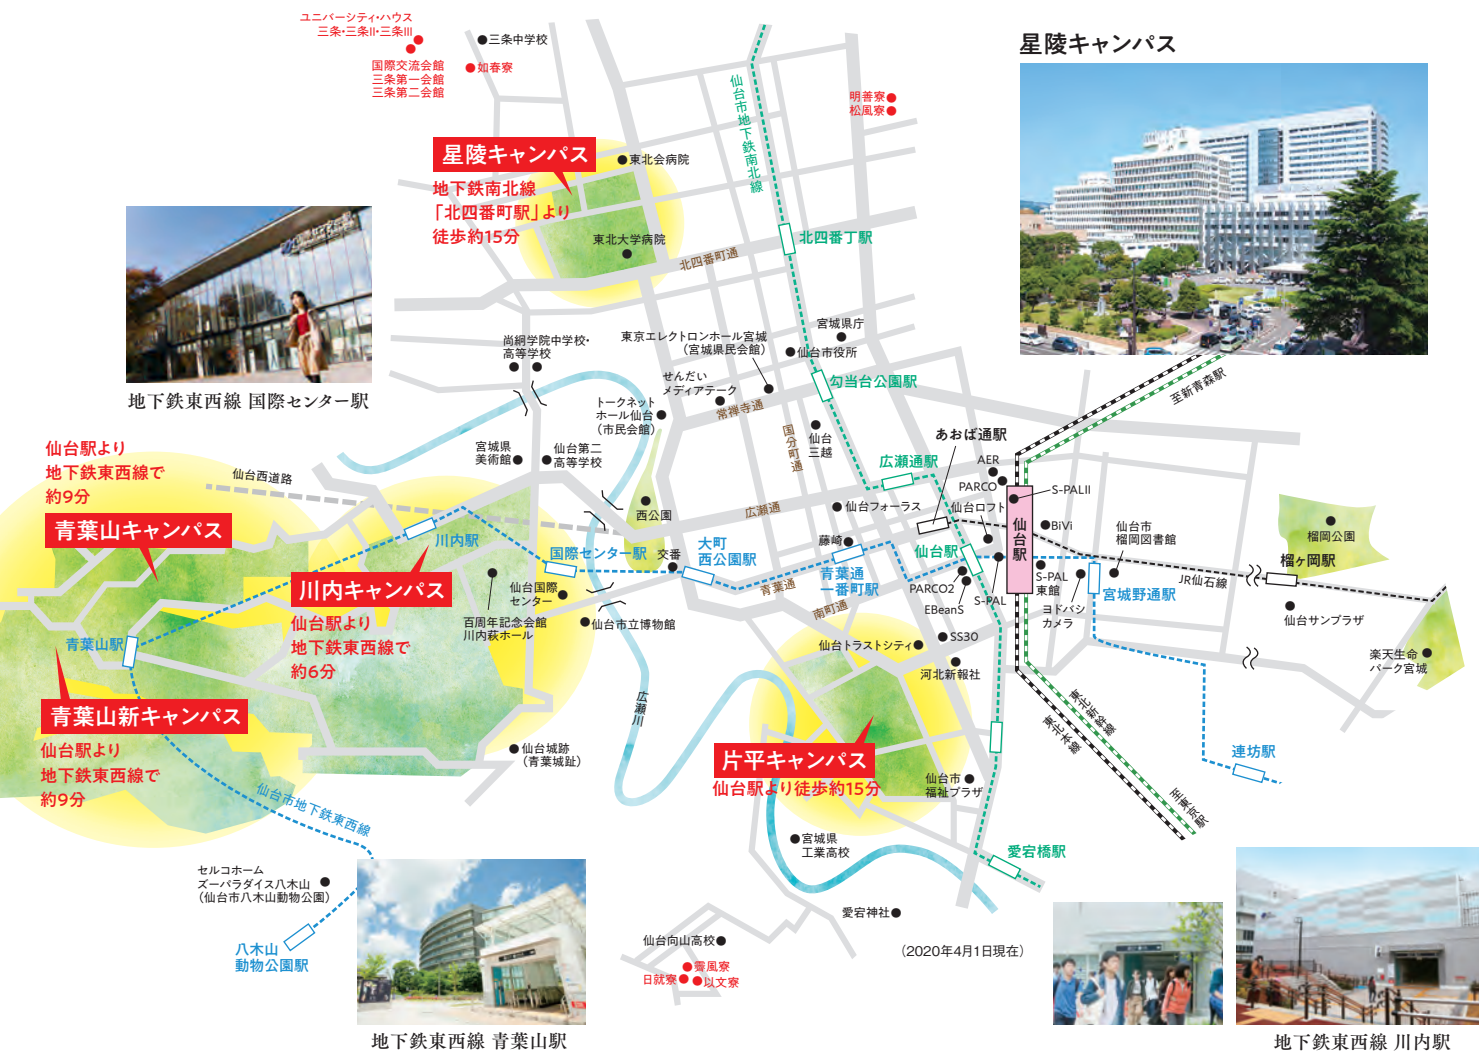 ユニバーシティ・ハウス
三条・三条II・三条III
国際交流会館
三条第一会館
三条第二会館
三条中学校
如春寮
星陵キャンパス
明善寮
松風寮
仙台市地下鉄南北線
星陵キャンパス
地下鉄南北線
「北四番町駅」より
徒歩約15分
東北会病院
東北大学病院
北四番町通
北四番丁駅
地下鉄東西線 国際センター駅
尚絅学院中学校・
高等学校
東京エレクトロンホール宮城
（宮城県民会館）
宮城県庁
仙台市役所
勾当台公園駅
せんだい
メディアテーク
トークネット
ホール仙台
（市民会館）
常禅寺通
国分町通
仙台
三越
至新青森駅
あおば通駅
広瀬通駅
AER
PARCO
S-PALII
仙台ロフト
仙台駅
BiVi
仙台市
榴岡図書館
榴岡公園
榴ヶ岡駅
仙台駅より
地下鉄東西線で
約9分
仙台西道路
宮城県
美術館
仙台第二
高等学校
青葉山キャンパス
川内駅
西公園
広瀬通
仙台フォーラス
藤崎
国際センター駅
交番
大町
西公園駅
青葉通
青葉通
一番町駅
仙台駅
PARCO2
EBeanS
S-PAL
S-PAL
東館
ヨドバシ
カメラ
宮城野通駅
JR仙石線
仙台サンプラザ
楽天生命
パーク宮城
川内キャンパス
仙台駅より
地下鉄東西線で
約6分
仙台国際
センター
百周年記念会館
川内萩ホール
仙台市立博物館
南町通
仙台トラストシティ
SS30
河北新報社
青葉山駅
青葉山新キャンパス
仙台駅より
地下鉄東西線で
約9分
広瀬川
仙台城跡
（青葉城趾）
片平キャンパス
仙台駅より徒歩約15分
東北新幹線
東北本線
連坊駅
至東京駅
仙台市
福祉プラザ
仙台市地下鉄東西線
宮城県
工業高校
愛宕橋駅
セルコホーム
ズーパラダイス八木山
（仙台市八木山動物公園）
八木山
動物公園駅
愛宕神社
仙台向山高校
霽風寮
日就寮
以文寮
（2020年4月1日現在）
地下鉄東西線 青葉山駅
地下鉄東西線 川内駅